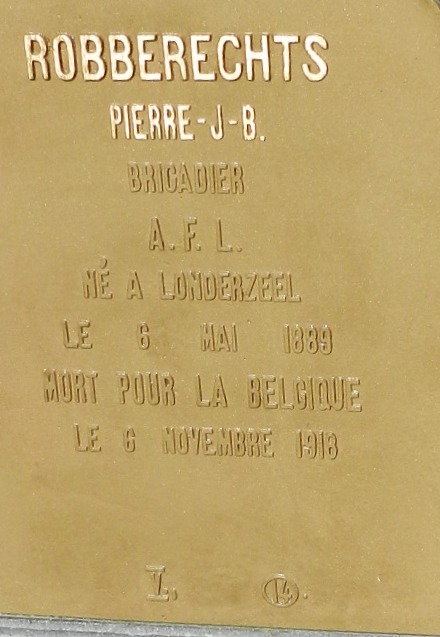 ROBBERECHTS
PIERRE-J-B.
BRIGADIER
A.F.L.
NÉ A LONDERZEEL
LE 6 MAI 1889
MORT POUR LA BELGIQUE
LE 6 NOVEMBRE 1918
V. 14.